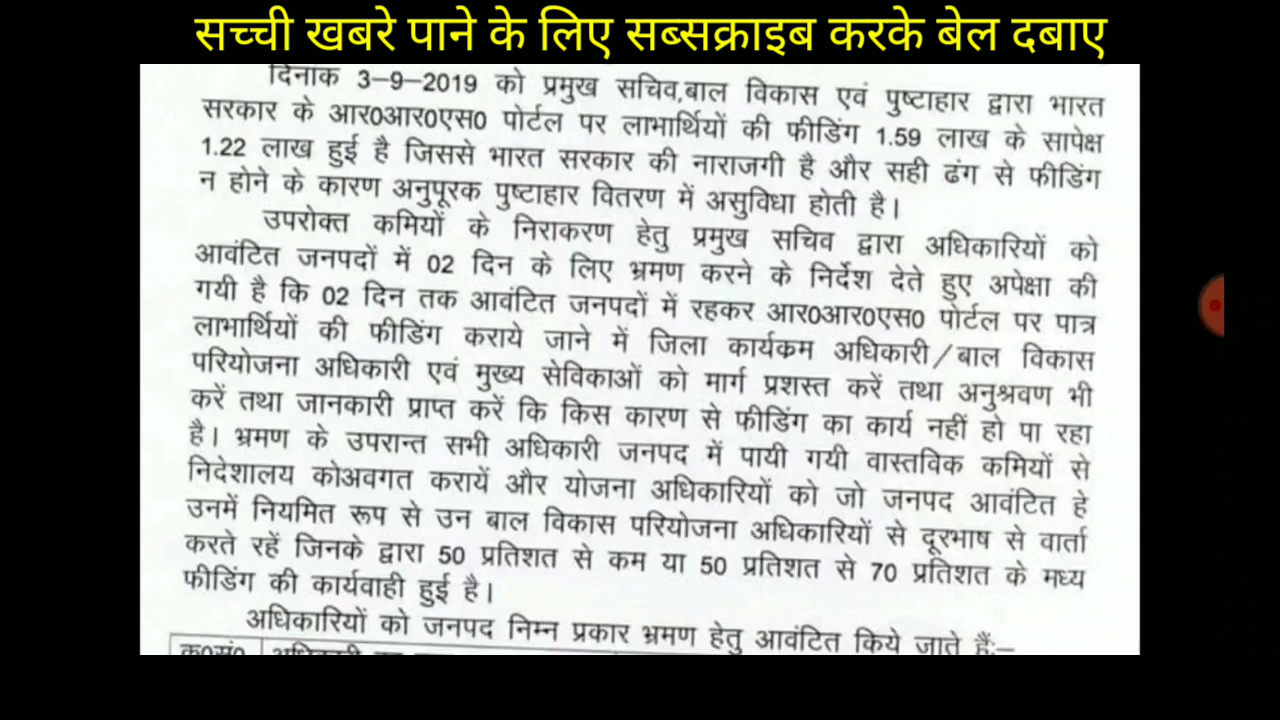 सच्ची खबरे पाने के लिए सब्सक्राइब करके बेल दबाए
दिनांक 3–9–2019 को प्रमुख सचिव,बाल विकास एवं पुष्टाहार द्वारा भारत
सरकार के आर0आर0एस0 पोर्टल पर लाभार्थियों की फीडिंग 1.59 लाख के सापेक्ष
1.22 लाख हुई है जिससे भारत सरकार की नाराजगी है और सही ढंग से फीडिंग
न होने के कारण अनुपूरक पुष्टाहार वितरण में असुविधा होती है।
उपरोक्त कमियों के निराकरण हेतु प्रमुख सचिव द्वारा अधिकारियों को
आवंटित जनपदों में 02 दिन के लिए भ्रमण करने के निर्देश देते हुए अपेक्षा की
गयी है कि 02 दिन तक आवंटित जनपदों में रहकर आर0आर0एस0 पोर्टल पर पात्र
लाभार्थियों की फीडिंग कराये जाने में जिला कार्यकम अधिकारी/बाल विकास
परियोजना अधिकारी एवं मुख्य सेविकाओं को मार्ग प्रशस्त करें तथा अनुश्रवण भी
करें तथा जानकारी प्राप्त करें कि किस कारण से फीडिंग का कार्य नहीं हो पा रहा
है। भ्रमण के उपरान्त सभी अधिकारी जनपद में पायी गयी वास्तविक कमियों से
निदेशालय कोअवगत करायें और योजना अधिकारियों को जो जनपद आवंटित हे
उनमें नियमित रूप से उन बाल विकास परियोजना अधिकारियों से दूरभाष से वार्ता
करते रहें जिनके द्वारा 50 प्रतिशत से कम या 50 प्रतिशत से 70 प्रतिशत के मध्य
फीडिंग की कार्यवाही हुई है।
अधिकारियों को जनपद निम्न प्रकार भ्रमण हेतु आवंटित किये जाते हैं:–
क0सं0 अधिकारी का